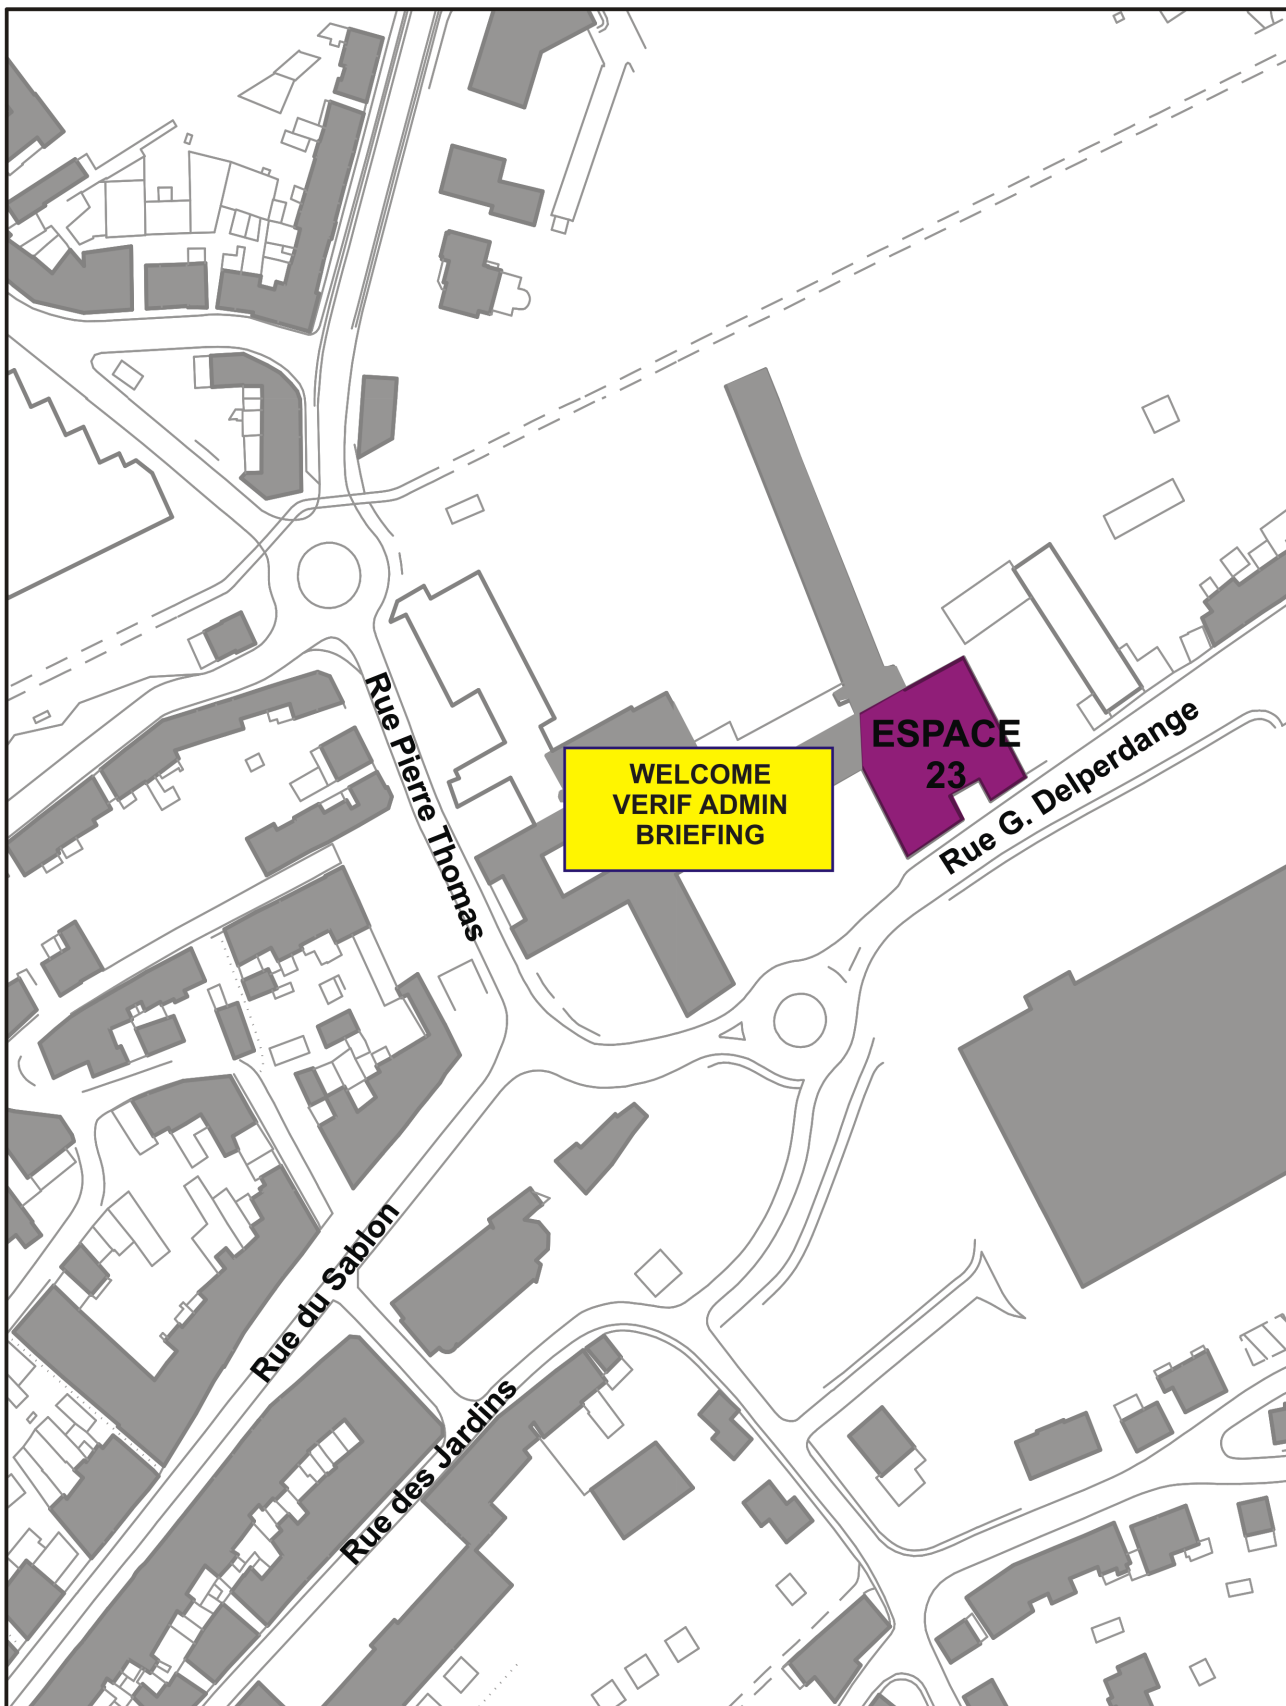 Rue Pierre Thomas
WELCOME
VERIF ADMIN
BRIEFING
ESPACE
23
Rue G. Delperdange
Rue du Sablon
Rue des Jardins